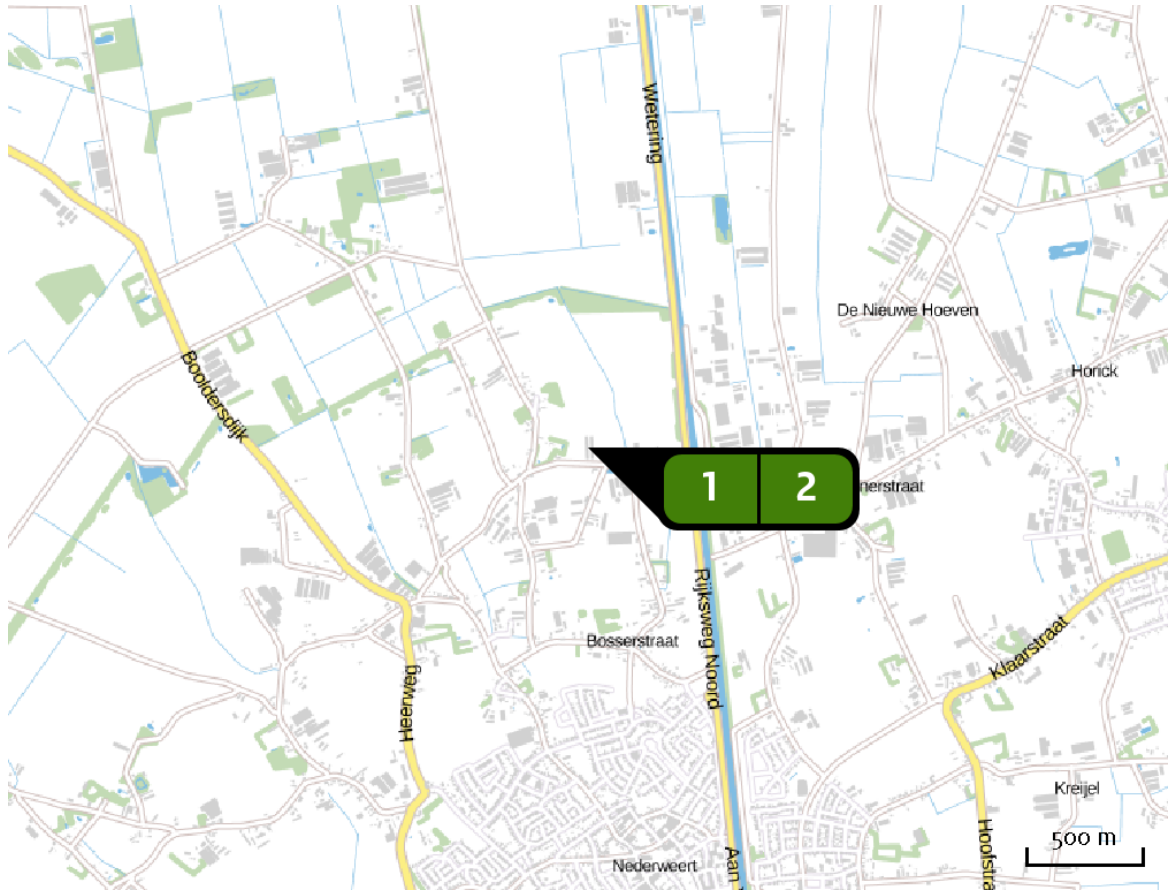 Wetering
De Nieuwe Hoeven
Booldersdijk
Horick
1 2
nerstraat
Rijksweg Noord
Bosserstraat
Klaarstraat
Heerweg
Kreijel
500 m
Hoofstra
Nederweert
Aan